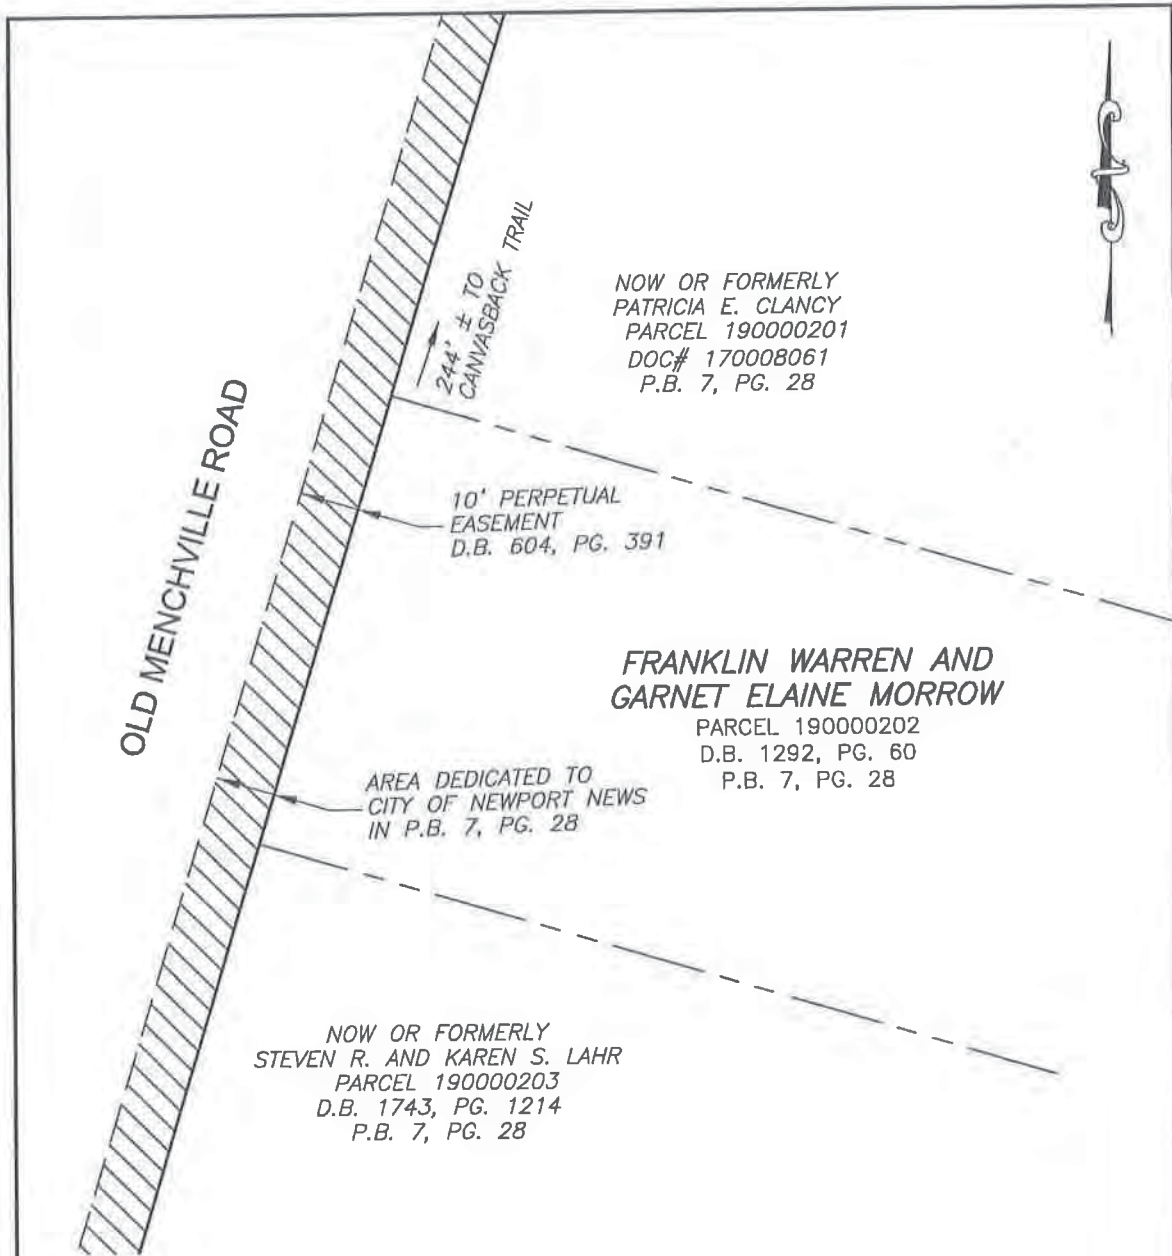 244' ± TO
CANVASBACK TRAIL
NOW OR FORMERLY
PATRICIA E. CLANCY
PARCEL 190000201
DOC# 170008061
P.B. 7, PG. 28
OLD MENCHVILLE ROAD
10' PERPETUAL
EASEMENT
D.B. 604, PG. 391
FRANKLIN WARREN AND
GARNET ELAINE MORROW
PARCEL 190000202
D.B. 1292, PG. 60
P.B. 7, PG. 28
AREA DEDICATED TO
CITY OF NEWPORT NEWS
IN P.B. 7, PG. 28
NOW OR FORMERLY
STEVEN R. AND KAREN S. LAHR
PARCEL 190000203
D.B. 1743, PG. 1214
P.B. 7, PG. 28